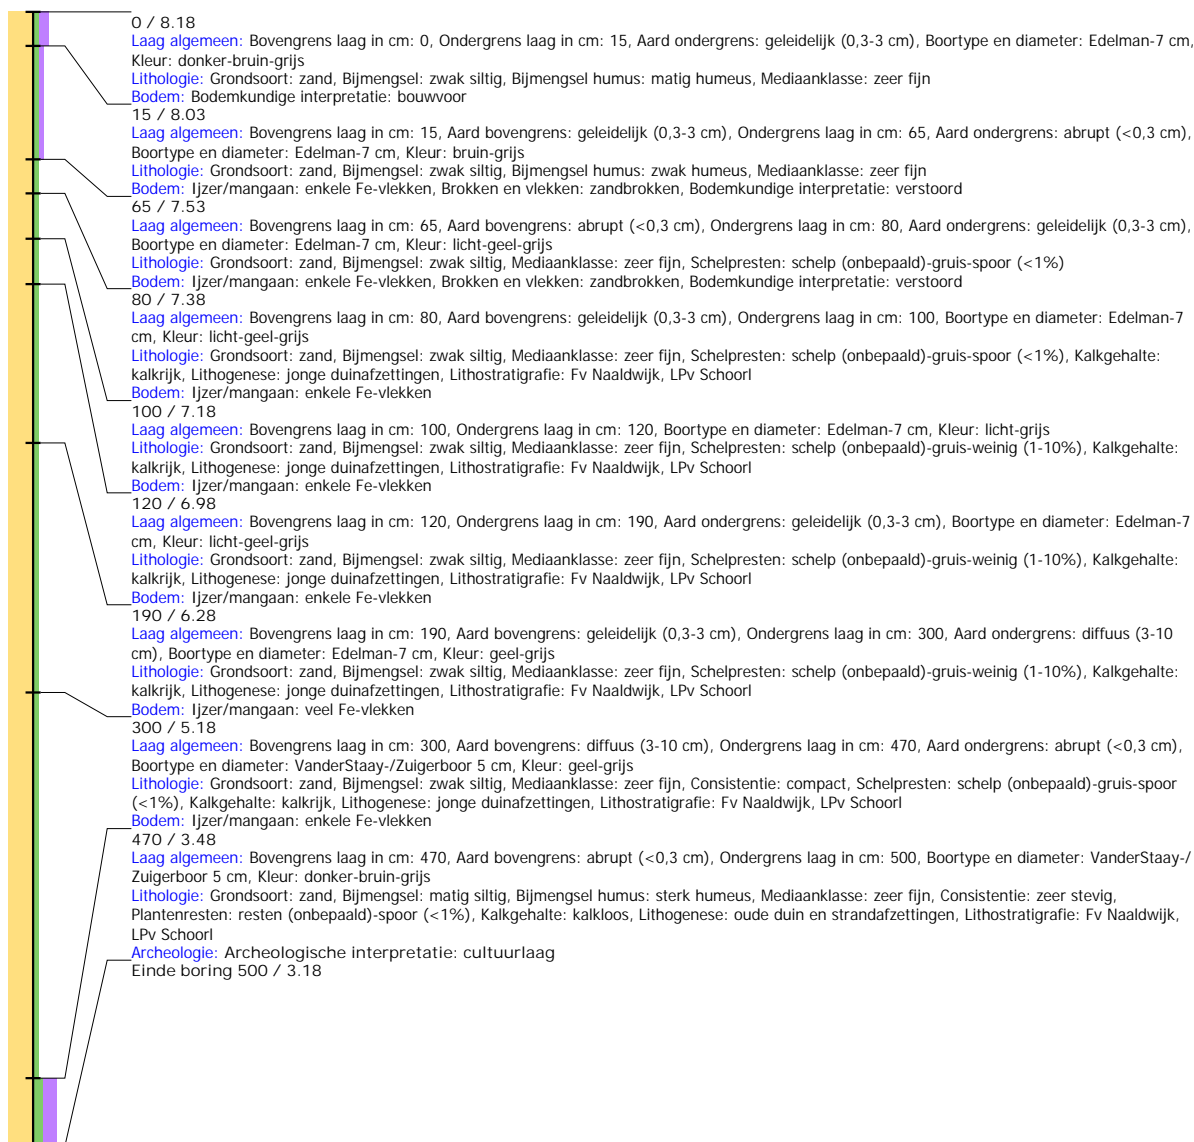 0 / 8.18
Laag algemeen: Bovengrens laag in cm: 0, Ondergrens laag in cm: 15, Aard ondergrens: geleidelijk (0,3-3 cm), Boortype en diameter: Edelman-7 cm,
Kleur: donker-bruin-grijs
Lithologie: Grondsoort: zand, Bijmengsel: zwak siltig, Bijmengsel humus: matig humeus, Mediaanklasse: zeer fijn
Bodem: Bodemkundige interpretatie: bouwvoor
15 / 8.03
Laag algemeen: Bovengrens laag in cm: 15, Aard bovengrens: geleidelijk (0,3-3 cm), Ondergrens laag in cm: 65, Aard ondergrens: abrupt (<0,3 cm),
Boortype en diameter: Edelman-7 cm, Kleur: bruin-grijs
Lithologie: Grondsoort: zand, Bijmengsel: zwak siltig, Bijmengsel humus: zwak humeus, Mediaanklasse: zeer fijn
Bodem: Ijzer/mangaan: enkele Fe-vlekken, Brokken en vlekken: zandbrokken, Bodemkundige interpretatie: verstoord
65 / 7.53
Laag algemeen: Bovengrens laag in cm: 65, Aard bovengrens: abrupt (<0,3 cm), Ondergrens laag in cm: 80, Aard ondergrens: geleidelijk (0,3-3 cm),
Boortype en diameter: Edelman-7 cm, Kleur: licht-geel-grijs
Lithologie: Grondsoort: zand, Bijmengsel: zwak siltig, Mediaanklasse: zeer fijn, Schelpresten: schelp (onbepaald)-gruis-spoor (<1%)
Bodem: Ijzer/mangaan: enkele Fe-vlekken, Brokken en vlekken: zandbrokken, Bodemkundige interpretatie: verstoord
80 / 7.38
Laag algemeen: Bovengrens laag in cm: 80, Aard bovengrens: geleidelijk (0,3-3 cm), Ondergrens laag in cm: 100, Boortype en diameter: Edelman-7
cm, Kleur: licht-geel-grijs
Lithologie: Grondsoort: zand, Bijmengsel: zwak siltig, Mediaanklasse: zeer fijn, Schelpresten: schelp (onbepaald)-gruis-spoor (<1%), Kalkgehalte:
kalkrijk, Lithogenese: jonge duinafzettingen, Lithostratigrafie: Fv Naaldwijk, LPv Schoorl
Bodem: Ijzer/mangaan: enkele Fe-vlekken
100 / 7.18
Laag algemeen: Bovengrens laag in cm: 100, Ondergrens laag in cm: 120, Boortype en diameter: Edelman-7 cm, Kleur: licht-grijs
Lithologie: Grondsoort: zand, Bijmengsel: zwak siltig, Mediaanklasse: zeer fijn, Schelpresten: schelp (onbepaald)-gruis-weinig (1-10%), Kalkgehalte:
kalkrijk, Lithogenese: jonge duinafzettingen, Lithostratigrafie: Fv Naaldwijk, LPv Schoorl
Bodem: Ijzer/mangaan: enkele Fe-vlekken
120 / 6.98
Laag algemeen: Bovengrens laag in cm: 120, Ondergrens laag in cm: 190, Aard ondergrens: geleidelijk (0,3-3 cm), Boortype en diameter: Edelman-7
cm, Kleur: licht-geel-grijs
Lithologie: Grondsoort: zand, Bijmengsel: zwak siltig, Mediaanklasse: zeer fijn, Schelpresten: schelp (onbepaald)-gruis-weinig (1-10%), Kalkgehalte:
kalkrijk, Lithogenese: jonge duinafzettingen, Lithostratigrafie: Fv Naaldwijk, LPv Schoorl
Bodem: Ijzer/mangaan: enkele Fe-vlekken
190 / 6.28
Laag algemeen: Bovengrens laag in cm: 190, Aard bovengrens: geleidelijk (0,3-3 cm), Ondergrens laag in cm: 300, Aard ondergrens: diffuus (3-10
cm), Boortype en diameter: Edelman-7 cm, Kleur: geel-grijs
Lithologie: Grondsoort: zand, Bijmengsel: zwak siltig, Mediaanklasse: zeer fijn, Schelpresten: schelp (onbepaald)-gruis-weinig (1-10%), Kalkgehalte:
kalkrijk, Lithogenese: jonge duinafzettingen, Lithostratigrafie: Fv Naaldwijk, LPv Schoorl
Bodem: Ijzer/mangaan: veel Fe-vlekken
300 / 5.18
Laag algemeen: Bovengrens laag in cm: 300, Aard bovengrens: diffuus (3-10 cm), Ondergrens laag in cm: 470, Aard ondergrens: abrupt (<0,3 cm),
Boortype en diameter: VanderStaay-/Zuigerboor 5 cm, Kleur: geel-grijs
Lithologie: Grondsoort: zand, Bijmengsel: zwak siltig, Mediaanklasse: zeer fijn, Consistentie: compact, Schelpresten: schelp (onbepaald)-gruis-spoor
(<1%), Kalkgehalte: kalkrijk, Lithogenese: jonge duinafzettingen, Lithostratigrafie: Fv Naaldwijk, LPv Schoorl
Bodem: Ijzer/mangaan: enkele Fe-vlekken
470 / 3.48
Laag algemeen: Bovengrens laag in cm: 470, Aard bovengrens: abrupt (<0,3 cm), Ondergrens laag in cm: 500, Boortype en diameter: VanderStaay-/
Zuigerboor 5 cm, Kleur: donker-bruin-grijs
Lithologie: Grondsoort: zand, Bijmengsel: matig siltig, Bijmengsel humus: sterk humeus, Mediaanklasse: zeer fijn, Consistentie: zeer stevig,
Plantenresten: resten (onbepaald)-spoor (<1%), Kalkgehalte: kalkloos, Lithogenese: oude duin en strandafzettingen, Lithostratigrafie: Fv Naaldwijk,
LPv Schoorl
Archeologie: Archeologische interpretatie: cultuurlaag
Einde boring 500 / 3.18